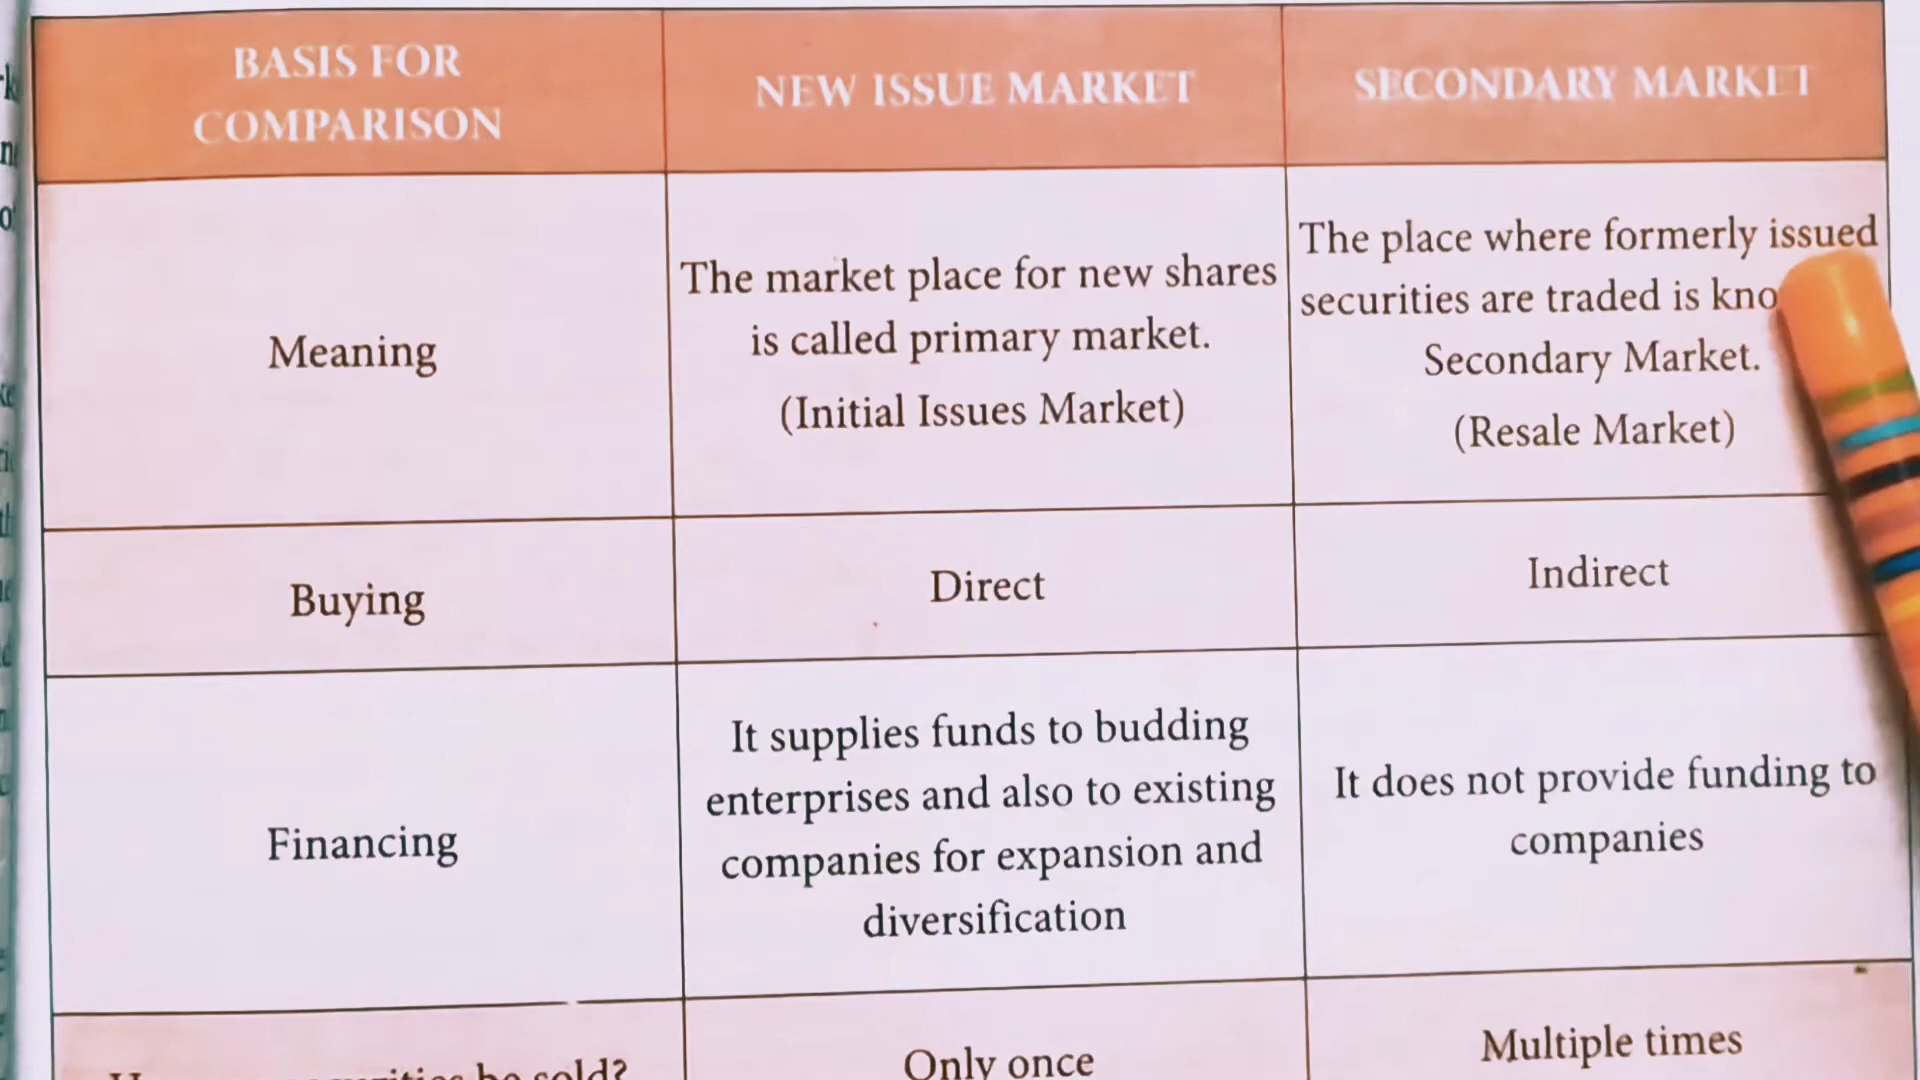 BASIS FOR
COMPARISON
NEW ISSUE MARKET
SECONDARY MARKET
Meaning
The market place for new shares
is called primary market.
(Initial Issues Market)
The place where formerly issued
securities are traded is
Secondary Market.
(Resale Market)
Buying
Direct
Indirect
Financing
It supplies funds to budding
enterprises and also to existing
companies for expansion and
diversification
It does not provide funding to
companies
be sold?
Only once
Multiple times